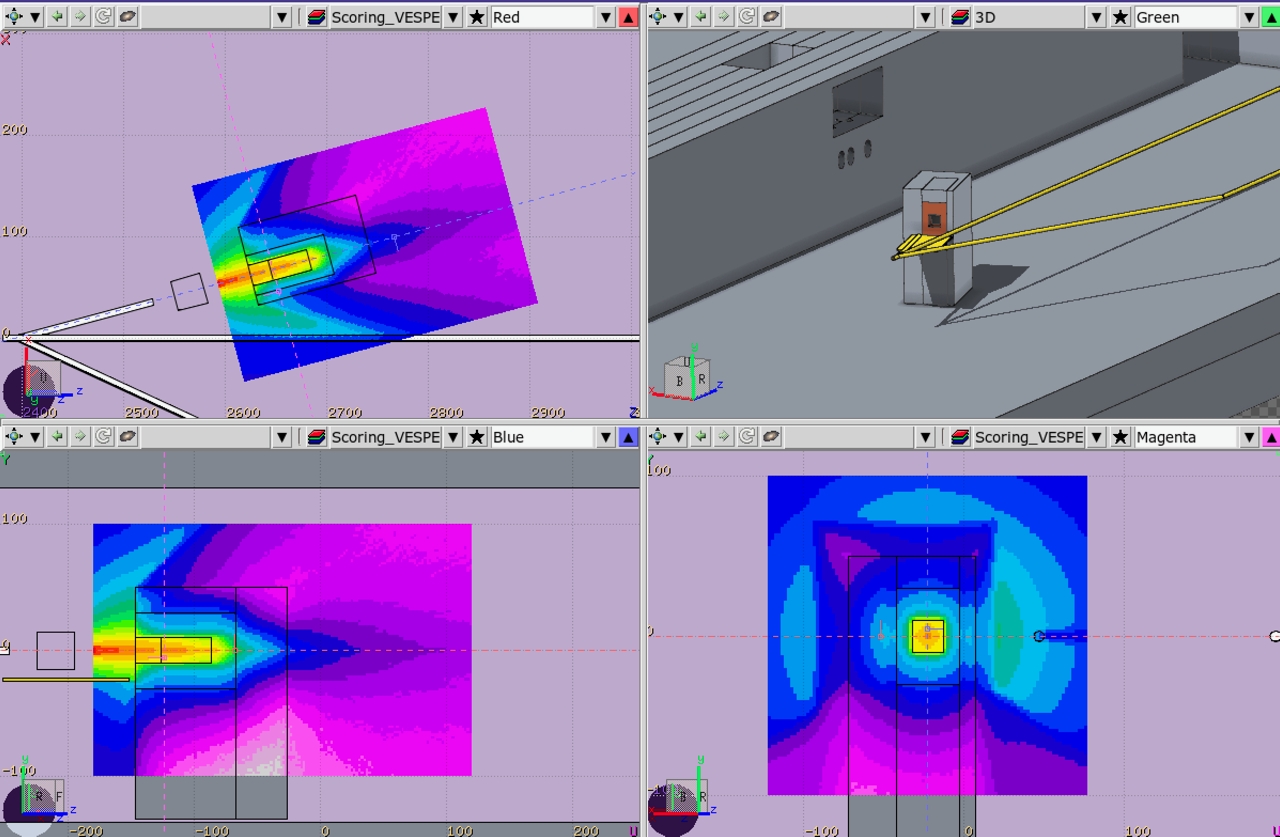 Scoring_VESPE Red
3D Green
X
200
100
0
U
z
y
z
2400 2500 2600 2700 2800 2900 Z
y
U
B R
x z
Scoring_VESPE Blue
Scoring_VESPE Magenta
Y
100
0
-100
y
R F
z
-200 -100 0 100 200 U
Y
100
0
y
B R
x
-100 0 100 U